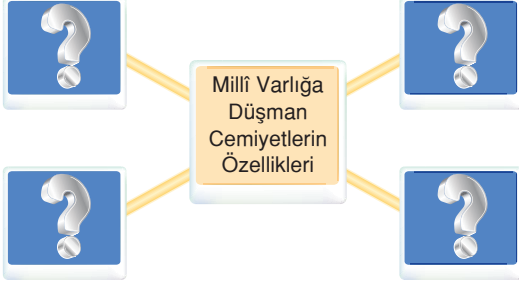 Millî Varlığa
Düşman
Cemiyetlerin
Özellikleri
?
?
?
?